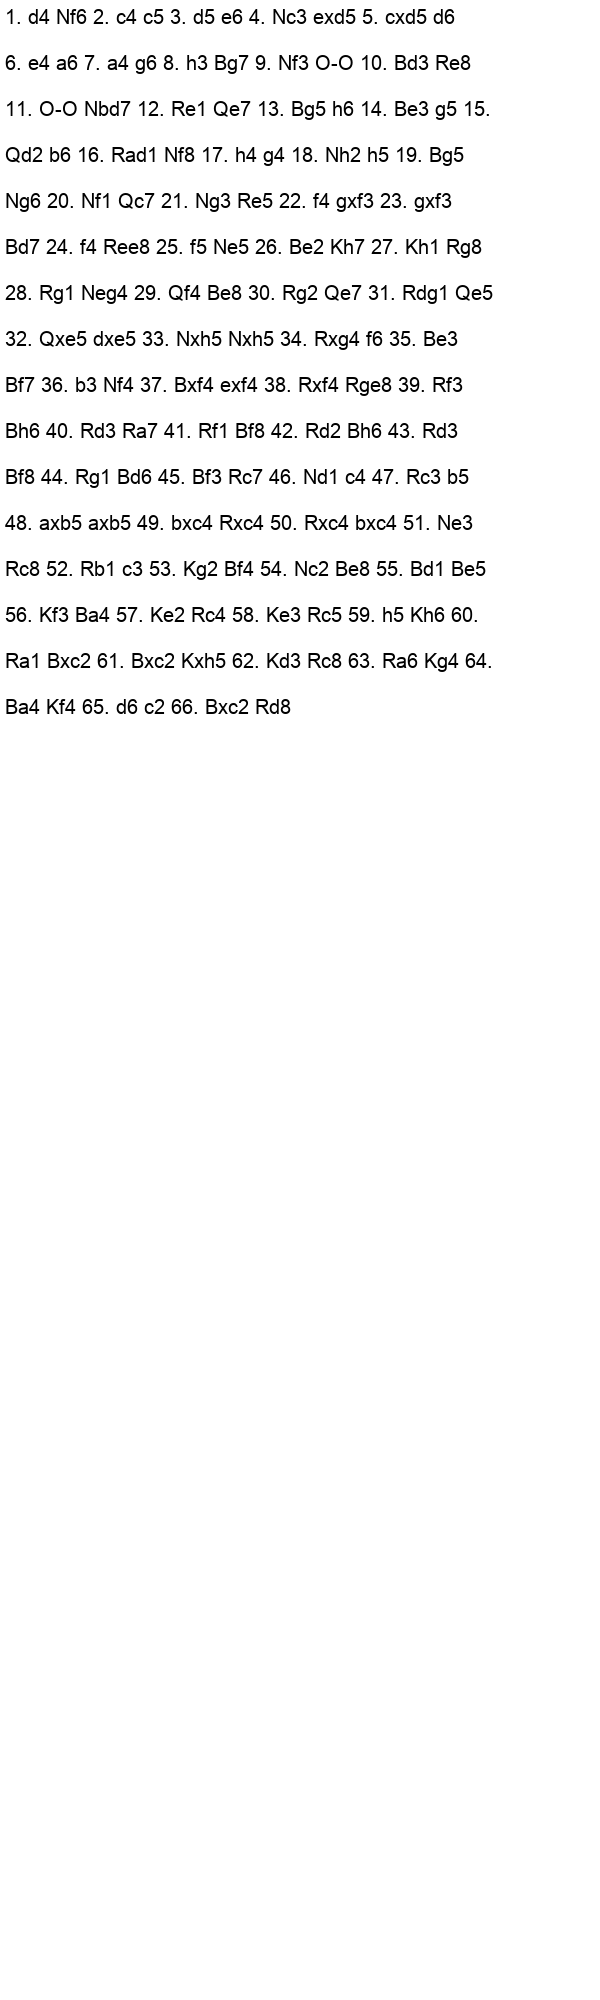 1. d4 Nf6 2. c4 c5 3. d5 e6 4. Nc3 exd5 5. cxd5 d6
6. e4 a6 7. a4 g6 8. h3 Bg7 9. Nf3 O-O 10. Bd3 Re8
11. O-O Nbd7 12. Re1 Qe7 13. Bg5 h6 14. Be3 g5 15.
Qd2 b6 16. Rad1 Nf8 17. h4 g4 18. Nh2 h5 19. Bg5
Ng6 20. Nf1 Qc7 21. Ng3 Re5 22. f4 gxf3 23. gxf3
Bd7 24. f4 Ree8 25. f5 Ne5 26. Be2 Kh7 27. Kh1 Rg8
28. Rg1 Neg4 29. Qf4 Be8 30. Rg2 Qe7 31. Rdg1 Qe5
32. Qxe5 dxe5 33. Nxh5 Nxh5 34. Rxg4 f6 35. Be3
Bf7 36. b3 Nf4 37. Bxf4 exf4 38. Rxf4 Rge8 39. Rf3
Bh6 40. Rd3 Ra7 41. Rf1 Bf8 42. Rd2 Bh6 43. Rd3
Bf8 44. Rg1 Bd6 45. Bf3 Rc7 46. Nd1 c4 47. Rc3 b5
48. axb5 axb5 49. bxc4 Rxc4 50. Rxc4 bxc4 51. Ne3
Rc8 52. Rb1 c3 53. Kg2 Bf4 54. Nc2 Be8 55. Bd1 Be5
56. Kf3 Ba4 57. Ke2 Rc4 58. Ke3 Rc5 59. h5 Kh6 60.
Ra1 Bxc2 61. Bxc2 Kxh5 62. Kd3 Rc8 63. Ra6 Kg4 64.
Ba4 Kf4 65. d6 c2 66. Bxc2 Rd8